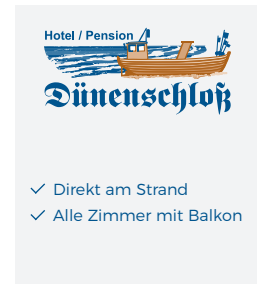 Hotel / Pension
Dünenschloß
Direkt am Strand
Alle Zimmer mit Balkon